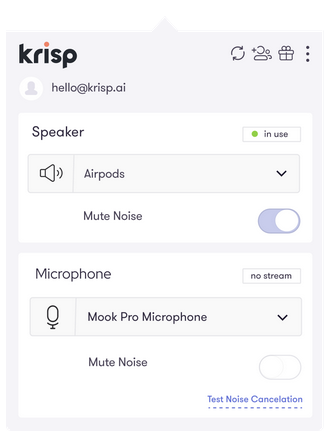 krisp
hello@krisp.ai
Speaker
in use
Airpods
Mute Noise
Microphone
no stream
Mook Pro Microphone
Mute Noise
Test Noise Cancelation